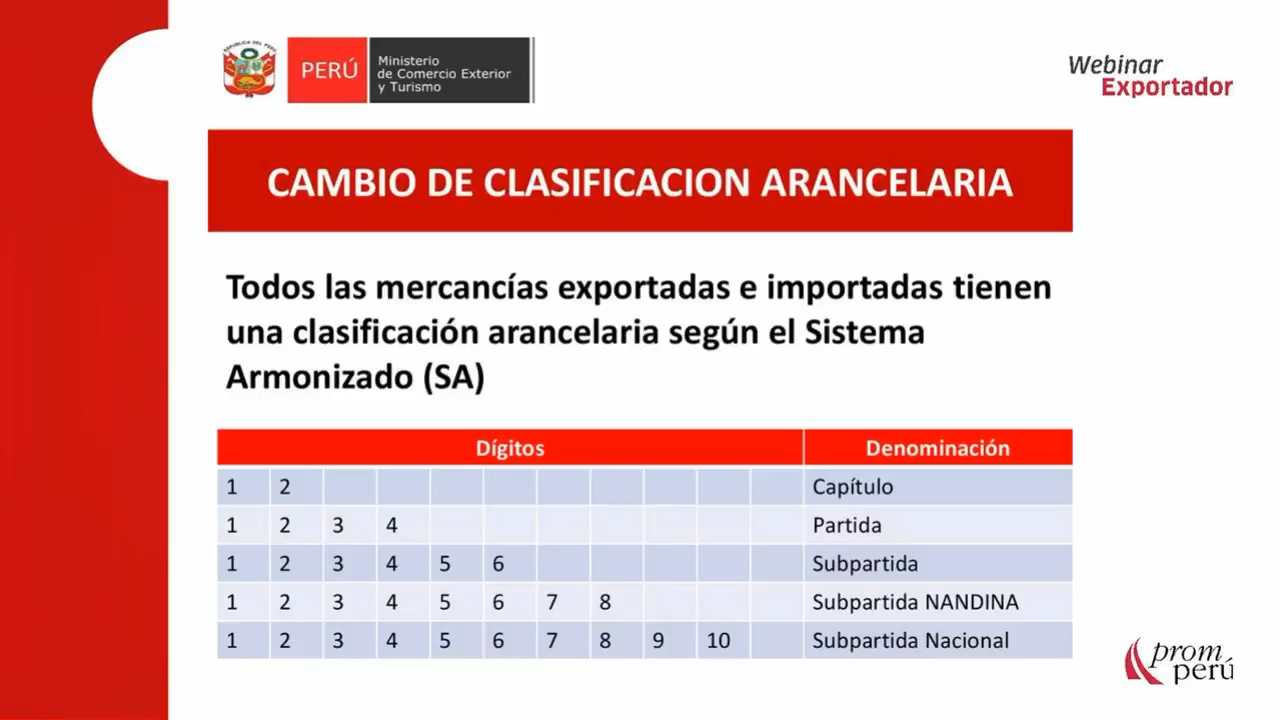 REPUBLICA DEL PERU
PERÚ
Ministerio
de Comercio Exterior
y Turismo
Webinar
Exportador
CAMBIO DE CLASIFICACION ARANCELARIA
Todos las mercancías exportadas e importadas tienen
una clasificación arancelaria según el Sistema
Armonizado (SA)
Dígitos Denominación
1 2 Capítulo
1 2 3 4 Partida
1 2 3 4 5 6 Subpartida
1 2 3 4 5 6 7 8 Subpartida NANDINA
1 2 3 4 5 6 7 8 9 10 Subpartida Nacional
prom
perú